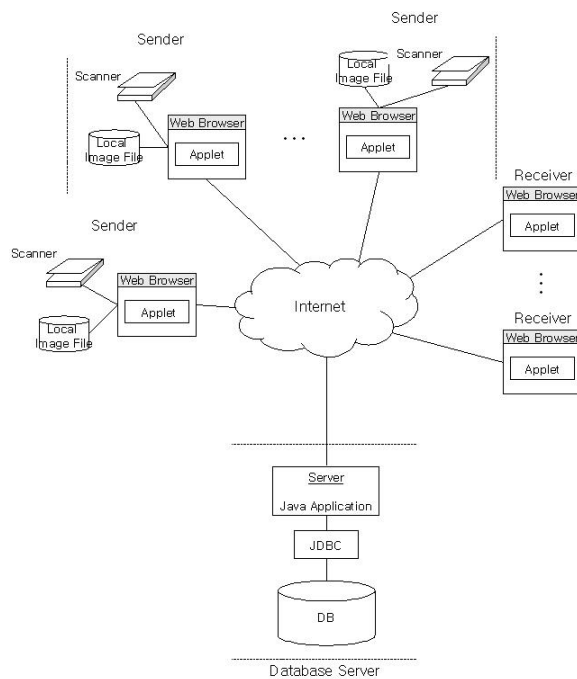 Sender
Sender
Scanner
Local
Image File
Web Browser
Applet
...
Local
Image File
Scanner
Web Browser
Applet
Receiver
Web Browser
Applet
Sender
Scanner
Local
Image File
Web Browser
Applet
Internet
Receiver
Web Browser
Applet
Server
Java Application
JDBC
DB
Database Server